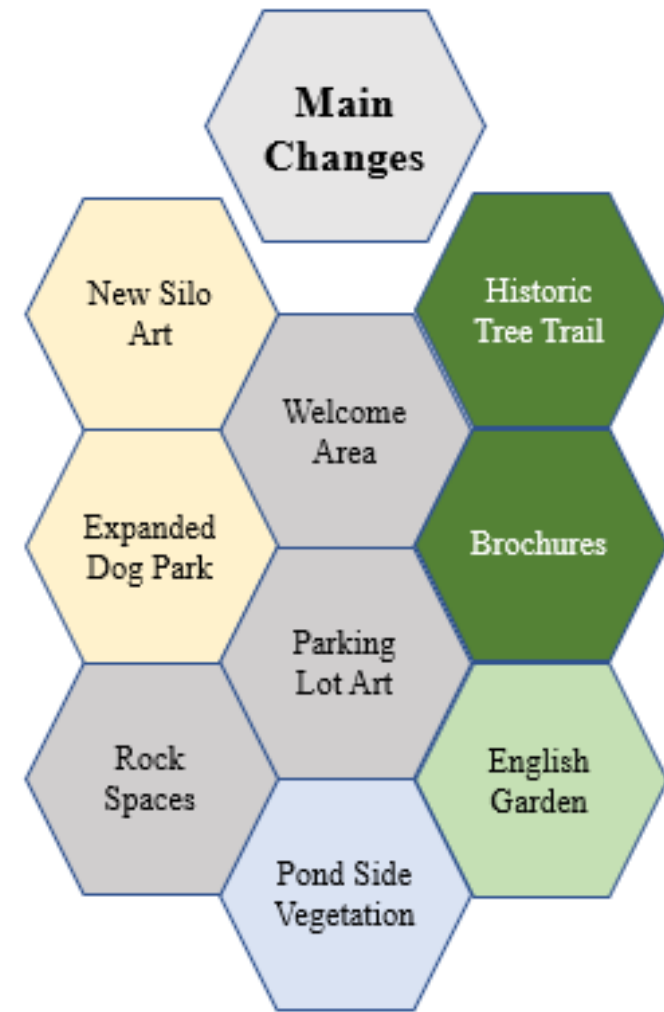 Main
Changes
New Silo
Art
Historic
Tree Trail
Welcome
Area
Expanded
Dog Park
Brochures
Parking
Lot Art
Rock
Spaces
English
Garden
Pond Side
Vegetation